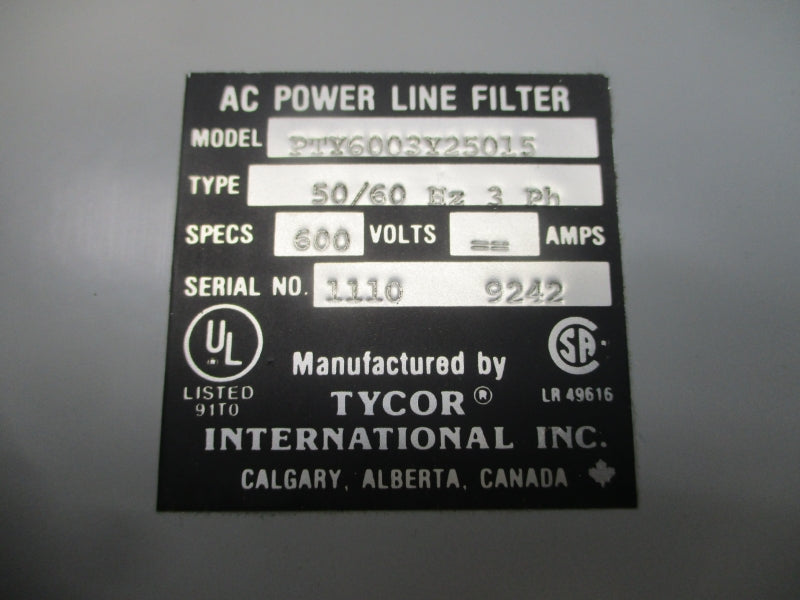 AC POWER LINE FILTER
MODEL PTY6003Y25015
TYPE 50/60 Hz 3 Ph
SPECS 600 VOLTS == AMPS
SERIAL NO. 1110 9242
UL
LISTED
91T0
SA
LR 49616
Manufactured by
TYCOR ®
INTERNATIONAL INC.
CALGARY, ALBERTA, CANADA